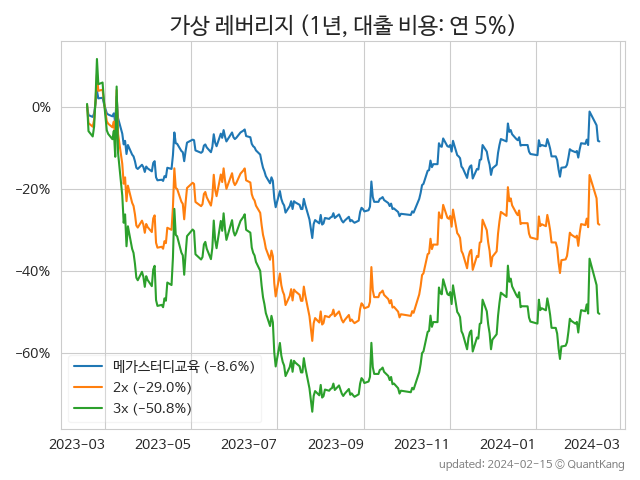 가상 레버리지 (1년, 대출 비용: 연 5%)
0%
−20%
−40%
−60%
메가스터디교육 (−8.6%)
2x (−29.0%)
3x (−50.8%)
2023−03 2023−05 2023−07 2023−09 2023−11 2024−01 2024−03
updated: 2024-02-15 © QuantKang